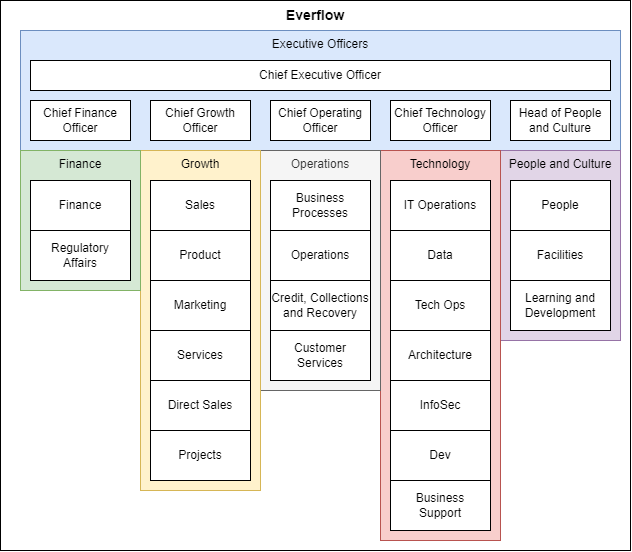 Everflow
Executive Officers
Chief Executive Officer
Chief Finance
Officer
Chief Growth
Officer
Chief Operating
Officer
Chief Technology
Officer
Head of People
and Culture
Finance
Finance
Regulatory
Affairs
Growth
Sales
Product
Marketing
Services
Direct Sales
Projects
Operations
Business
Processes
Operations
Credit, Collections
and Recovery
Customer
Services
Technology
IT Operations
Data
Tech Ops
Architecture
InfoSec
Dev
Business
Support
People and Culture
People
Facilities
Learning and
Development